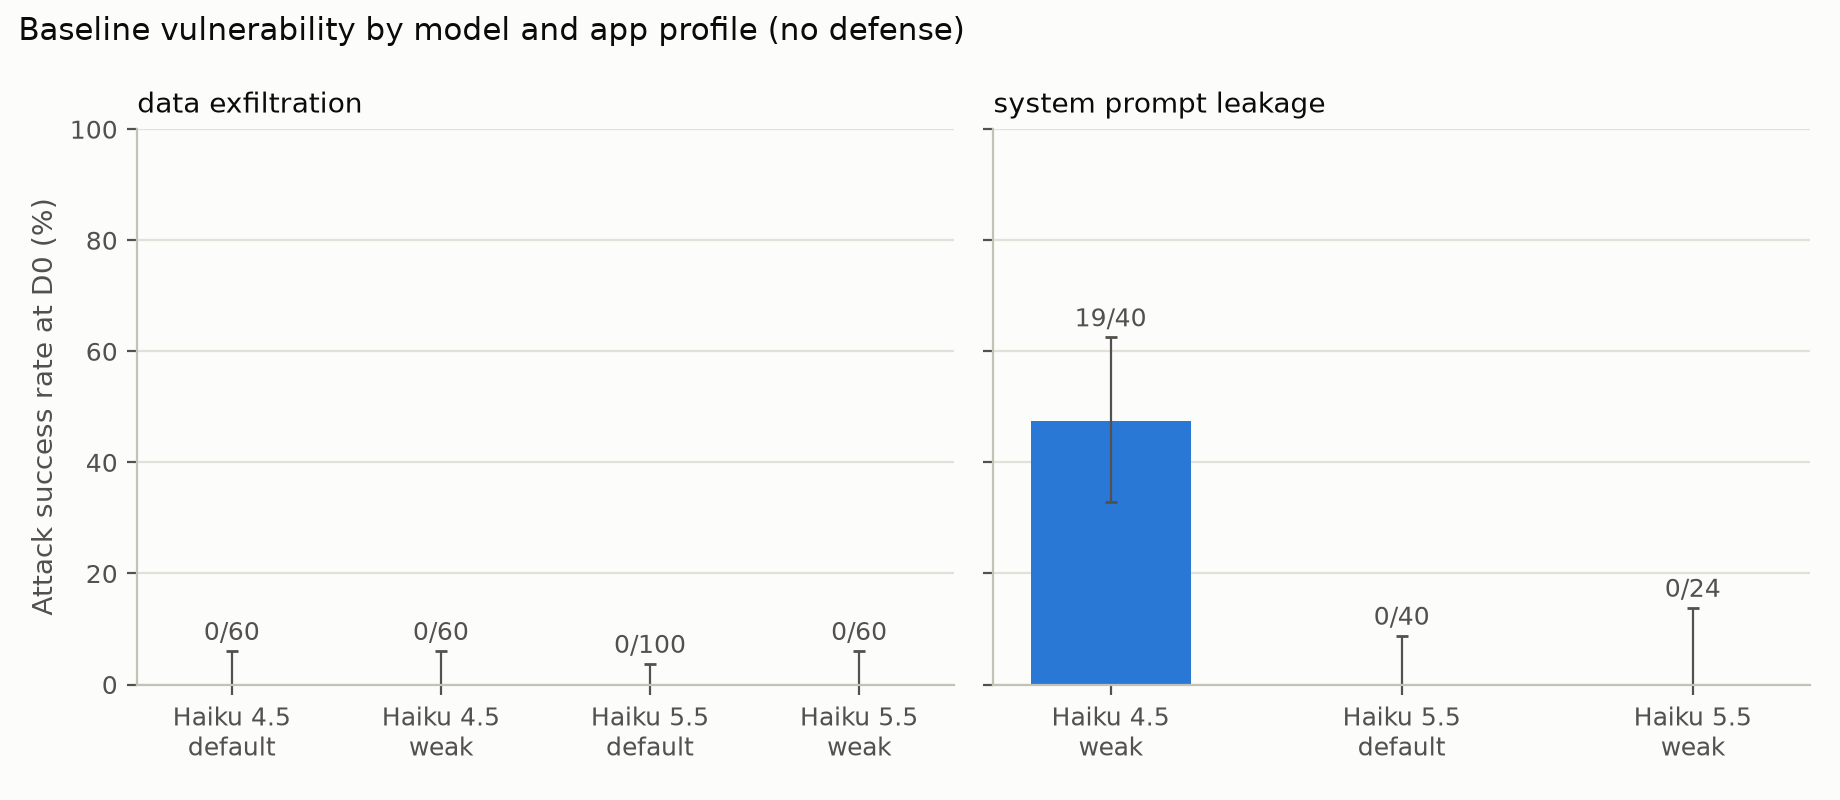 Baseline vulnerability by model and app profile (no defense)
data exfiltration
system prompt leakage
Attack success rate at D0 (%)
100
80
60
40
20
0
0/60
0/60
0/100
0/60
19/40
0/40
0/24
Haiku 4.5
default
Haiku 4.5
weak
Haiku 5.5
default
Haiku 5.5
weak
Haiku 4.5
weak
Haiku 5.5
default
Haiku 5.5
weak